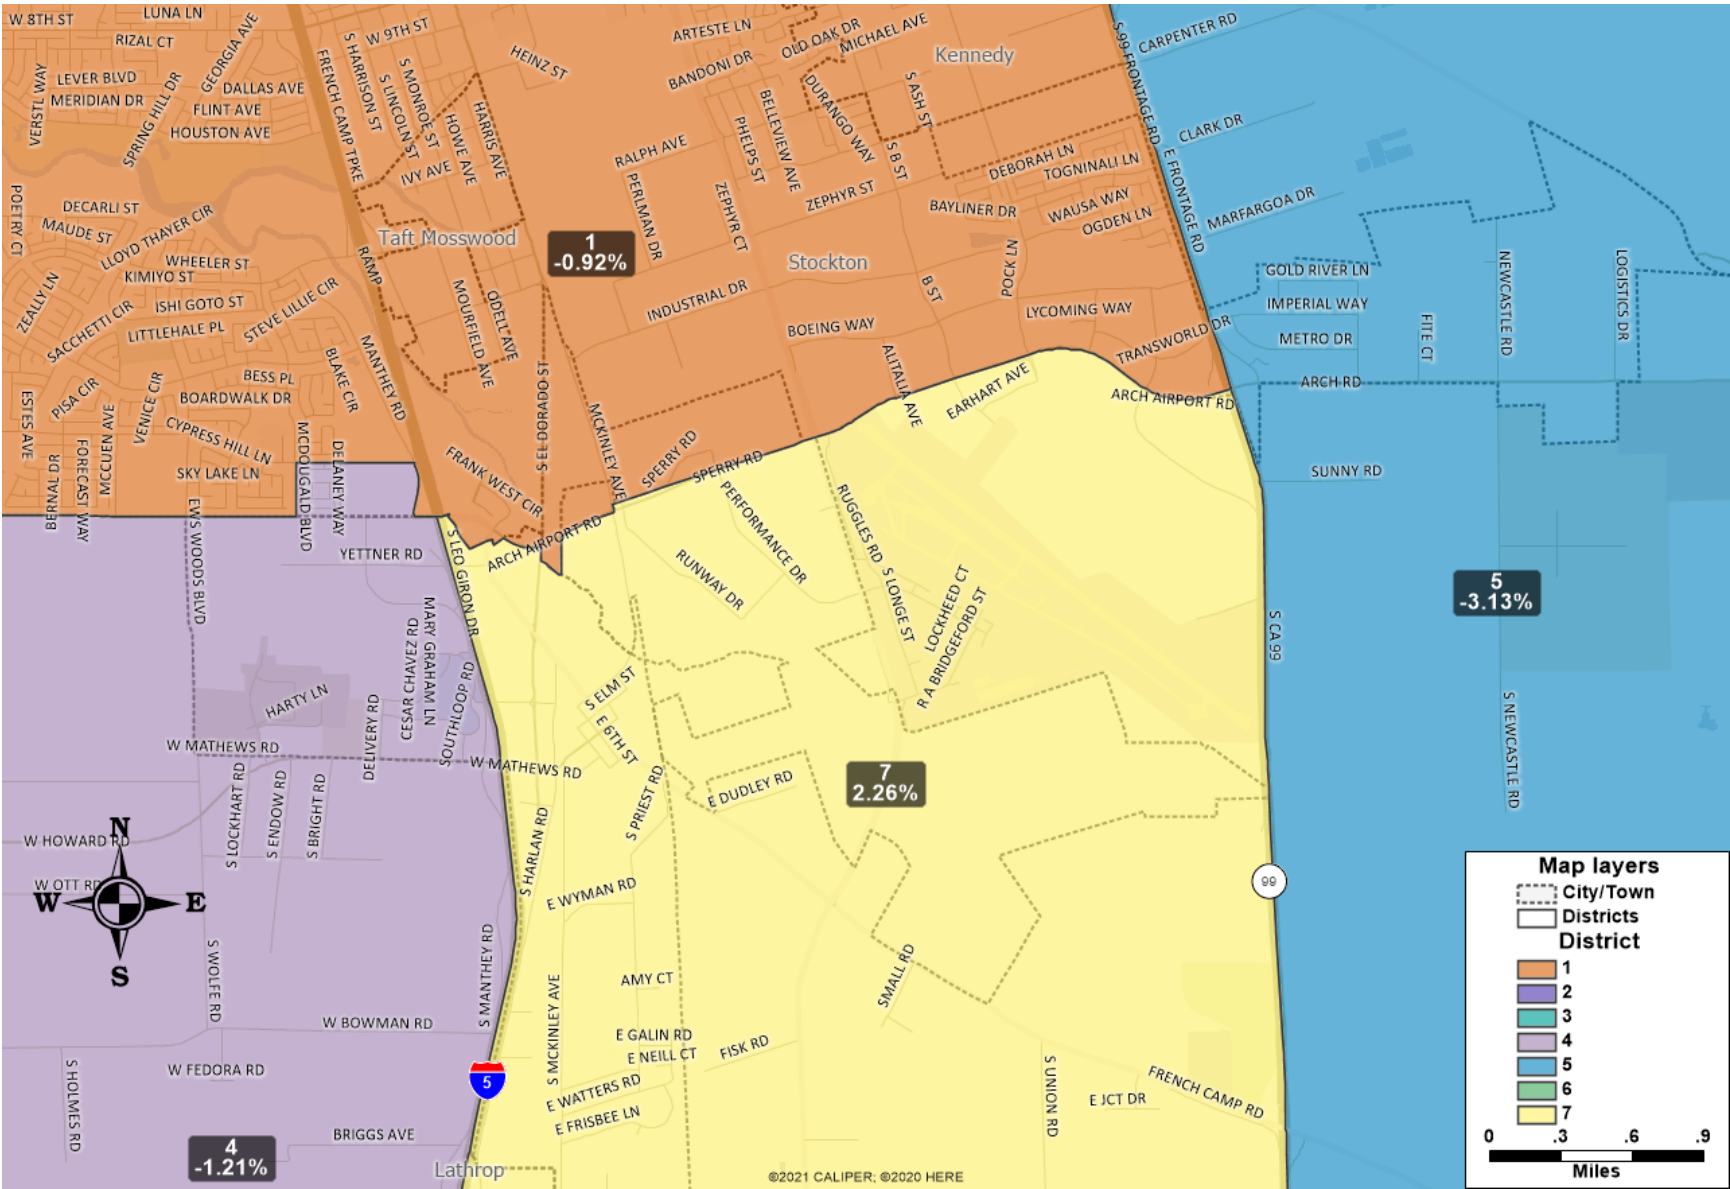 W 8TH ST
LUNA LN
RIZAL CT
GEORGIA AVE
LEVER BLVD
MERIDIAN DR
VERSTL WAY
SPRING HILL DR
DALLAS AVE
FLINT AVE
HOUSTON AVE
FRENCH CAMP TPKE
S HARRISON ST
W 9TH ST
S LINCOLN ST
S MONROE ST
HOWE AVE
HARRIS AVE
IVY AVE
HEINZ ST
ARTESTE LN
BANDONI DR
OLD OAK DR
MICHAEL AVE
Kennedy
DURANGO WAY
S ASH ST
BELLEVIEW AVE
PHELPS ST
S B ST
RALPH AVE
PERLMAN DR
ZEPHYR CT
ZEPHYR ST
DEBORAH LN
TOGNINALI LN
BAYLINER DR
WAUSA WAY
OGDEN LN
S 99 FRONTAGE RD
E FRONTAGE RD
CARPENTER RD
CLARK DR
MARFARGOA DR
POETRY CT
DECARLI ST
MAUDE ST
LLOYD THAYER CIR
WHEELER ST
KIMIYO ST
ISHI GOTO ST
LITTLEHALE PL
STEVE LILLIE CIR
ZEALLY LN
SACCHETTI CIR
RAMP
Taft Mosswood
1
-0.92%
Stockton
MOURFIELD AVE
ODELL AVE
INDUSTRIAL DR
BOEING WAY
B ST
POCK LN
LYCOMING WAY
TRANSWORLD DR
GOLD RIVER LN
IMPERIAL WAY
METRO DR
FITE CT
NEWCASTLE RD
LOGISTICS DR
ARCH RD
BLAKE CIR
MANTHEY RD
BESS PL
BOARDWALK DR
PISA CIR
ESTES AVE
VENICE CIR
MCCUEN AVE
FORECAST WAY
BERNAL DR
CYPRESS HILL LN
SKY LAKE LN
MCDOUGALD BLVD
DELANEY WAY
S EL DORADO ST
MCKINLEY AVE
FRANK WEST CIR
SPERRY RD
SPERRY RD
ALITALIA AVE
EARHART AVE
ARCH AIRPORT RD
ARCH AIRPORT RD
SUNNY RD
EWS WOODS BLVD
YETTNER RD
S LEO GIRON DR
PERFORMANCE DR
RUNWAY DR
RUGGLES RD
S LONGE ST
LOCKHEED CT
R A BRIDGEFORD ST
S CA 99
5
-3.13%
MARY GRAHAM LN
CESAR CHAVEZ RD
SOUTHLOOP RD
HARTY LN
DELIVERY RD
W MATHEWS RD
W MATHEWS RD
S ELM ST
E 6TH ST
E DUDLEY RD
S PRIEST RD
7
2.26%
S NEWCASTLE RD
S LOCKHART RD
S ENDOW RD
S BRIGHT RD
S HARLAN RD
W HOWARD RD
W OTT RD
N
W
E
S
E WYMAN RD
99
S WOLFE RD
S MANTHEY RD
S MCKINLEY AVE
AMY CT
SMALL RD
W BOWMAN RD
E GALIN RD
E NEILL CT
FISK RD
W FEDORA RD
S HOLMES RD
5
E WATTERS RD
E FRISBEE LN
S UNION RD
E JCT DR
FRENCH CAMP RD
BRIGGS AVE
4
-1.21%
Lathrop
©2021 CALIPER; ©2020 HERE
Map layers
City/Town
Districts
District
1
2
3
4
5
6
7
0 .3 .6 .9
Miles